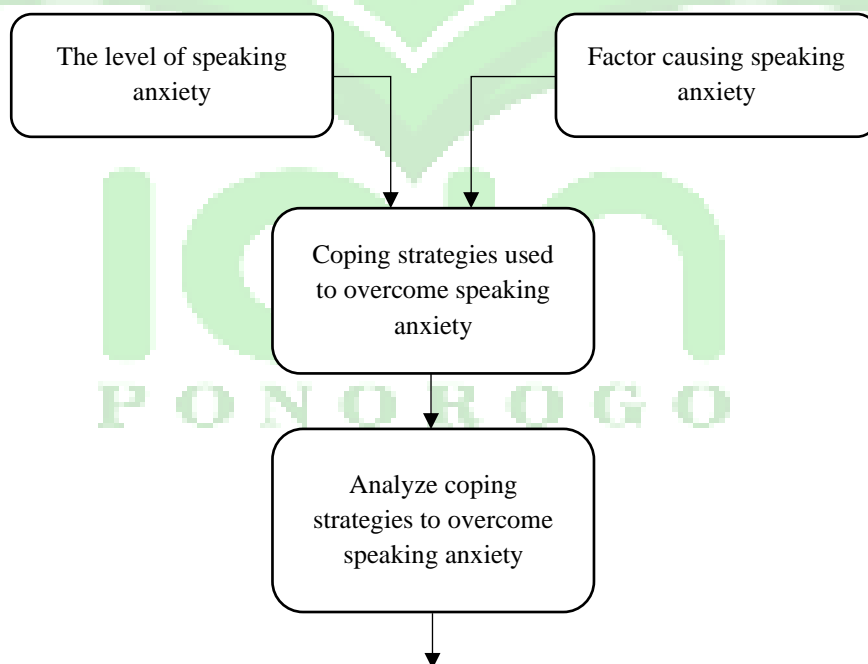 The level of speaking
anxiety
Factor causing speaking
anxiety
Coping strategies used
to overcome speaking
anxiety
PONOROGO
Analyze coping
strategies to overcome
speaking anxiety